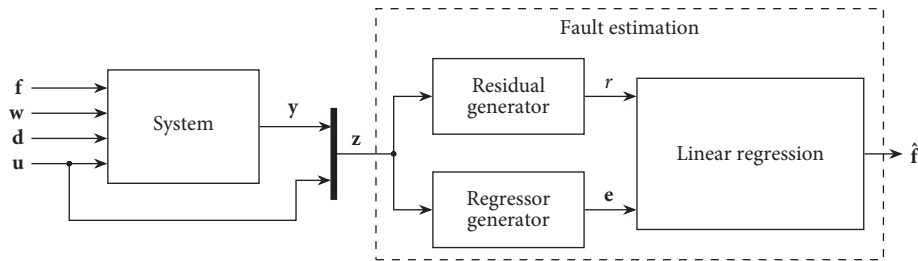 Fault estimation
f
w
d
u
System
y
z
Residual
generator
r
Regressor
generator
e
Linear regression
f̂